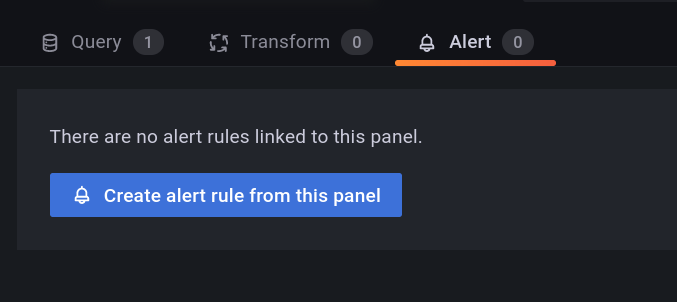 Query 1 Transform 0 Alert 0
There are no alert rules linked to this panel.
Create alert rule from this panel